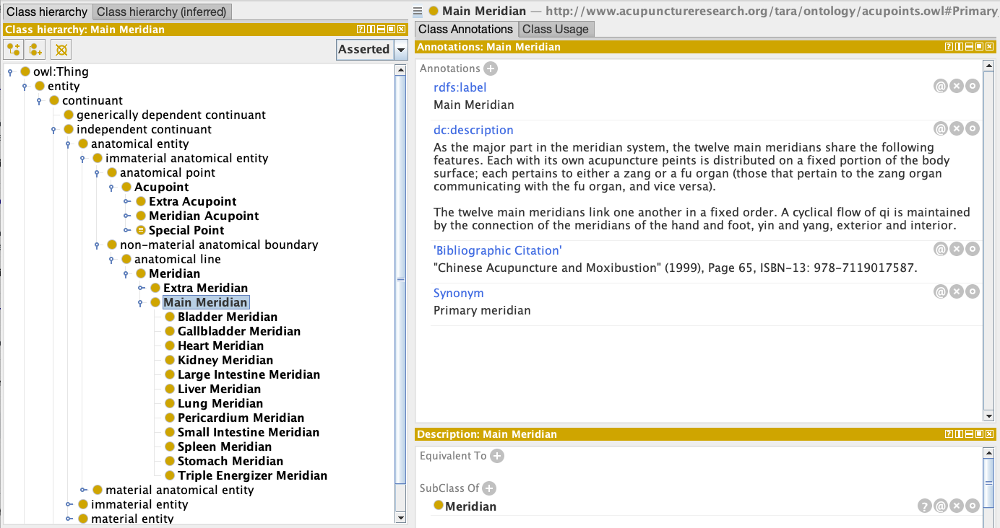 Class hierarchy
Class hierarchy (inferred)
Class hierarchy: Main Meridian
Asserted
owl:Thing
entity
continuant
generically dependent continuant
independent continuant
anatomical entity
immaterial anatomical entity
anatomical point
Acupoint
Extra Acupoint
Meridian Acupoint
Special Point
non-material anatomical boundary
anatomical line
Meridian
Extra Meridian
Main Meridian
Bladder Meridian
Gallbladder Meridian
Heart Meridian
Kidney Meridian
Large Intestine Meridian
Liver Meridian
Lung Meridian
Pericardium Meridian
Small Intestine Meridian
Spleen Meridian
Stomach Meridian
Triple Energizer Meridian
material anatomical entity
immaterial entity
material entity
Main Meridian — http://www.acupunctureresearch.org/tara/ontology/acupoints.owl#Primary_
Class Annotations
Class Usage
Annotations: Main Meridian
Annotations
rdfs:label
Main Meridian
dc:description
As the major part in the meridian system, the twelve main meridians share the following
features. Each with its own acupuncture peints is distributed on a fixed portion of the body
surface; each pertains to either a zang or a fu organ (those that pertain to the zang organ
communicating with the fu organ, and vice versa).
The twelve main meridians link one another in a fixed order. A cyclical flow of qi is maintained
by the connection of the meridians of the hand and foot, yin and yang, exterior and interior.
'Bibliographic Citation'
"Chinese Acupuncture and Moxibustion" (1999), Page 65, ISBN-13: 978-7119017587.
Synonym
Primary meridian
Description: Main Meridian
Equivalent To
SubClass Of
Meridian